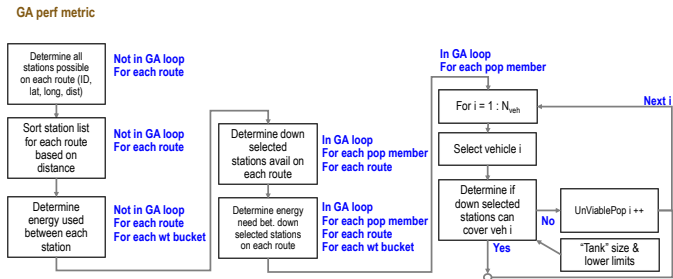 GA perf metric
Determine all
stations possible
on each route (ID,
lat, long, dist)
Not in GA loop
For each route
Sort station list
for each route
based on
distance
Not in GA loop
For each route
Determine
energy used
between each
station
Not in GA loop
For each route
For each wt bucket
Determine down
selected
stations avail on
each route
In GA loop
For each pop member
For each route
Determine energy
need bet. down
selected stations
on each route
In GA loop
For each pop member
For each route
For each wt bucket
In GA loop
For each pop member
For i = 1 : Nveh
Next i
Select vehicle i
Determine if
down selected
stations can
cover veh i
No
UnViablePop i ++
Yes
"Tank" size &
lower limits